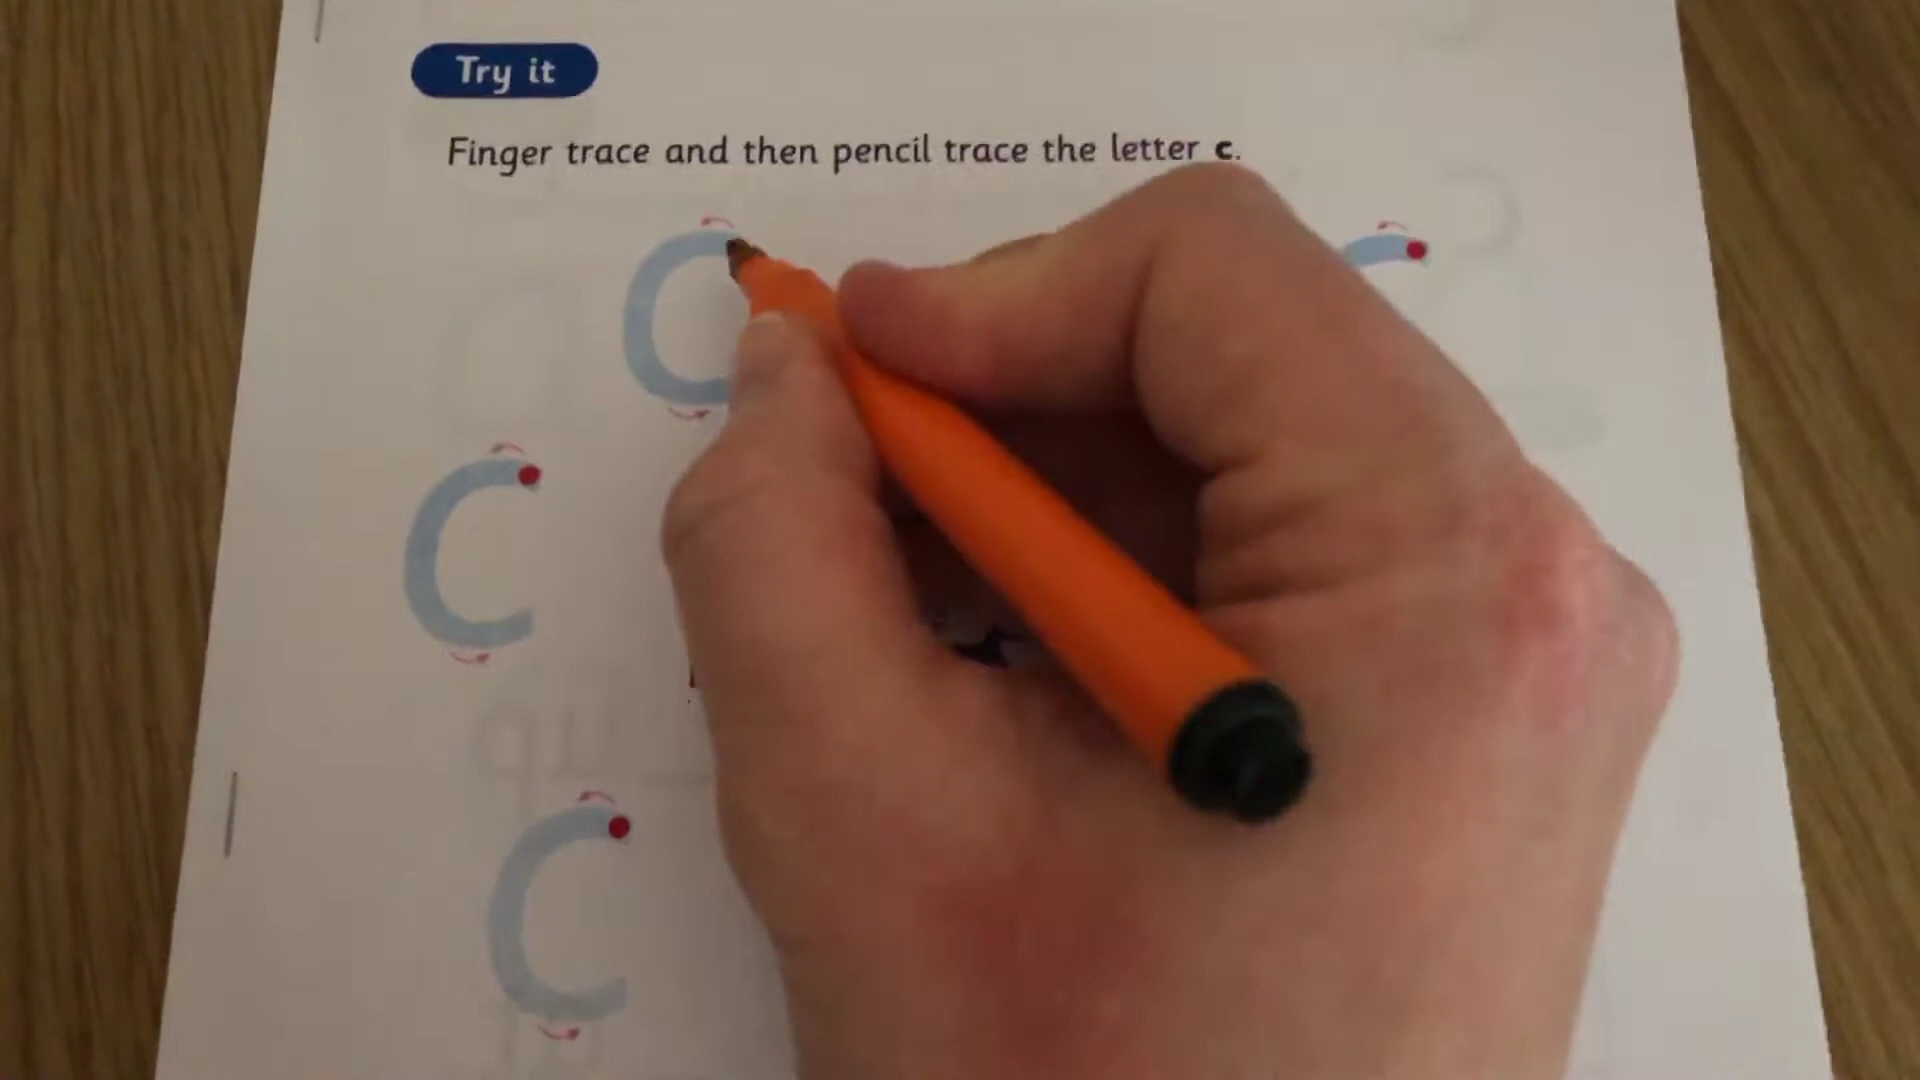 Try it
Finger trace and then pencil trace the letter c.
c c
c
c